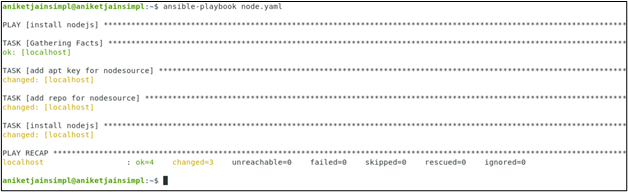 aniketjainsimpl@aniketjainsimpl:~$ ansible-playbook node.yaml
PLAY [install nodejs] ****************************************************************************************************************
TASK [Gathering Facts] ***************************************************************************************************************
ok: [localhost]
TASK [add apt key for nodesource] ****************************************************************************************************
changed: [localhost]
TASK [add repo for nodesource] *******************************************************************************************************
changed: [localhost]
TASK [install nodejs] ****************************************************************************************************************
changed: [localhost]
PLAY RECAP ***************************************************************************************************************************
localhost : ok=4 changed=3 unreachable=0 failed=0 skipped=0 rescued=0 ignored=0
aniketjainsimpl@aniketjainsimpl:~$